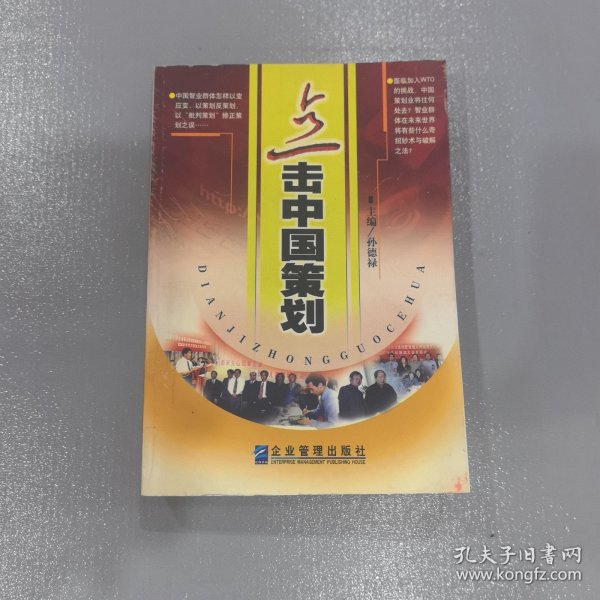 ●中国智业群体怎样以变
应变、以策划反策划、
以“批判策划”修正策
划之误……
●面临加入WTO
的挑战，中国
策划业将往何
处去？智业群
体在未来世界
将有些什么奇
招妙术与破解
之法？
点击中国策划
主编/孙德禄
DIANJIZHONGGUOCEHUA
企业管理出版社
ENTERPRISE MANAGEMENT PUBLISHING HOUSE
孔夫子旧书网
www.kongfz.com